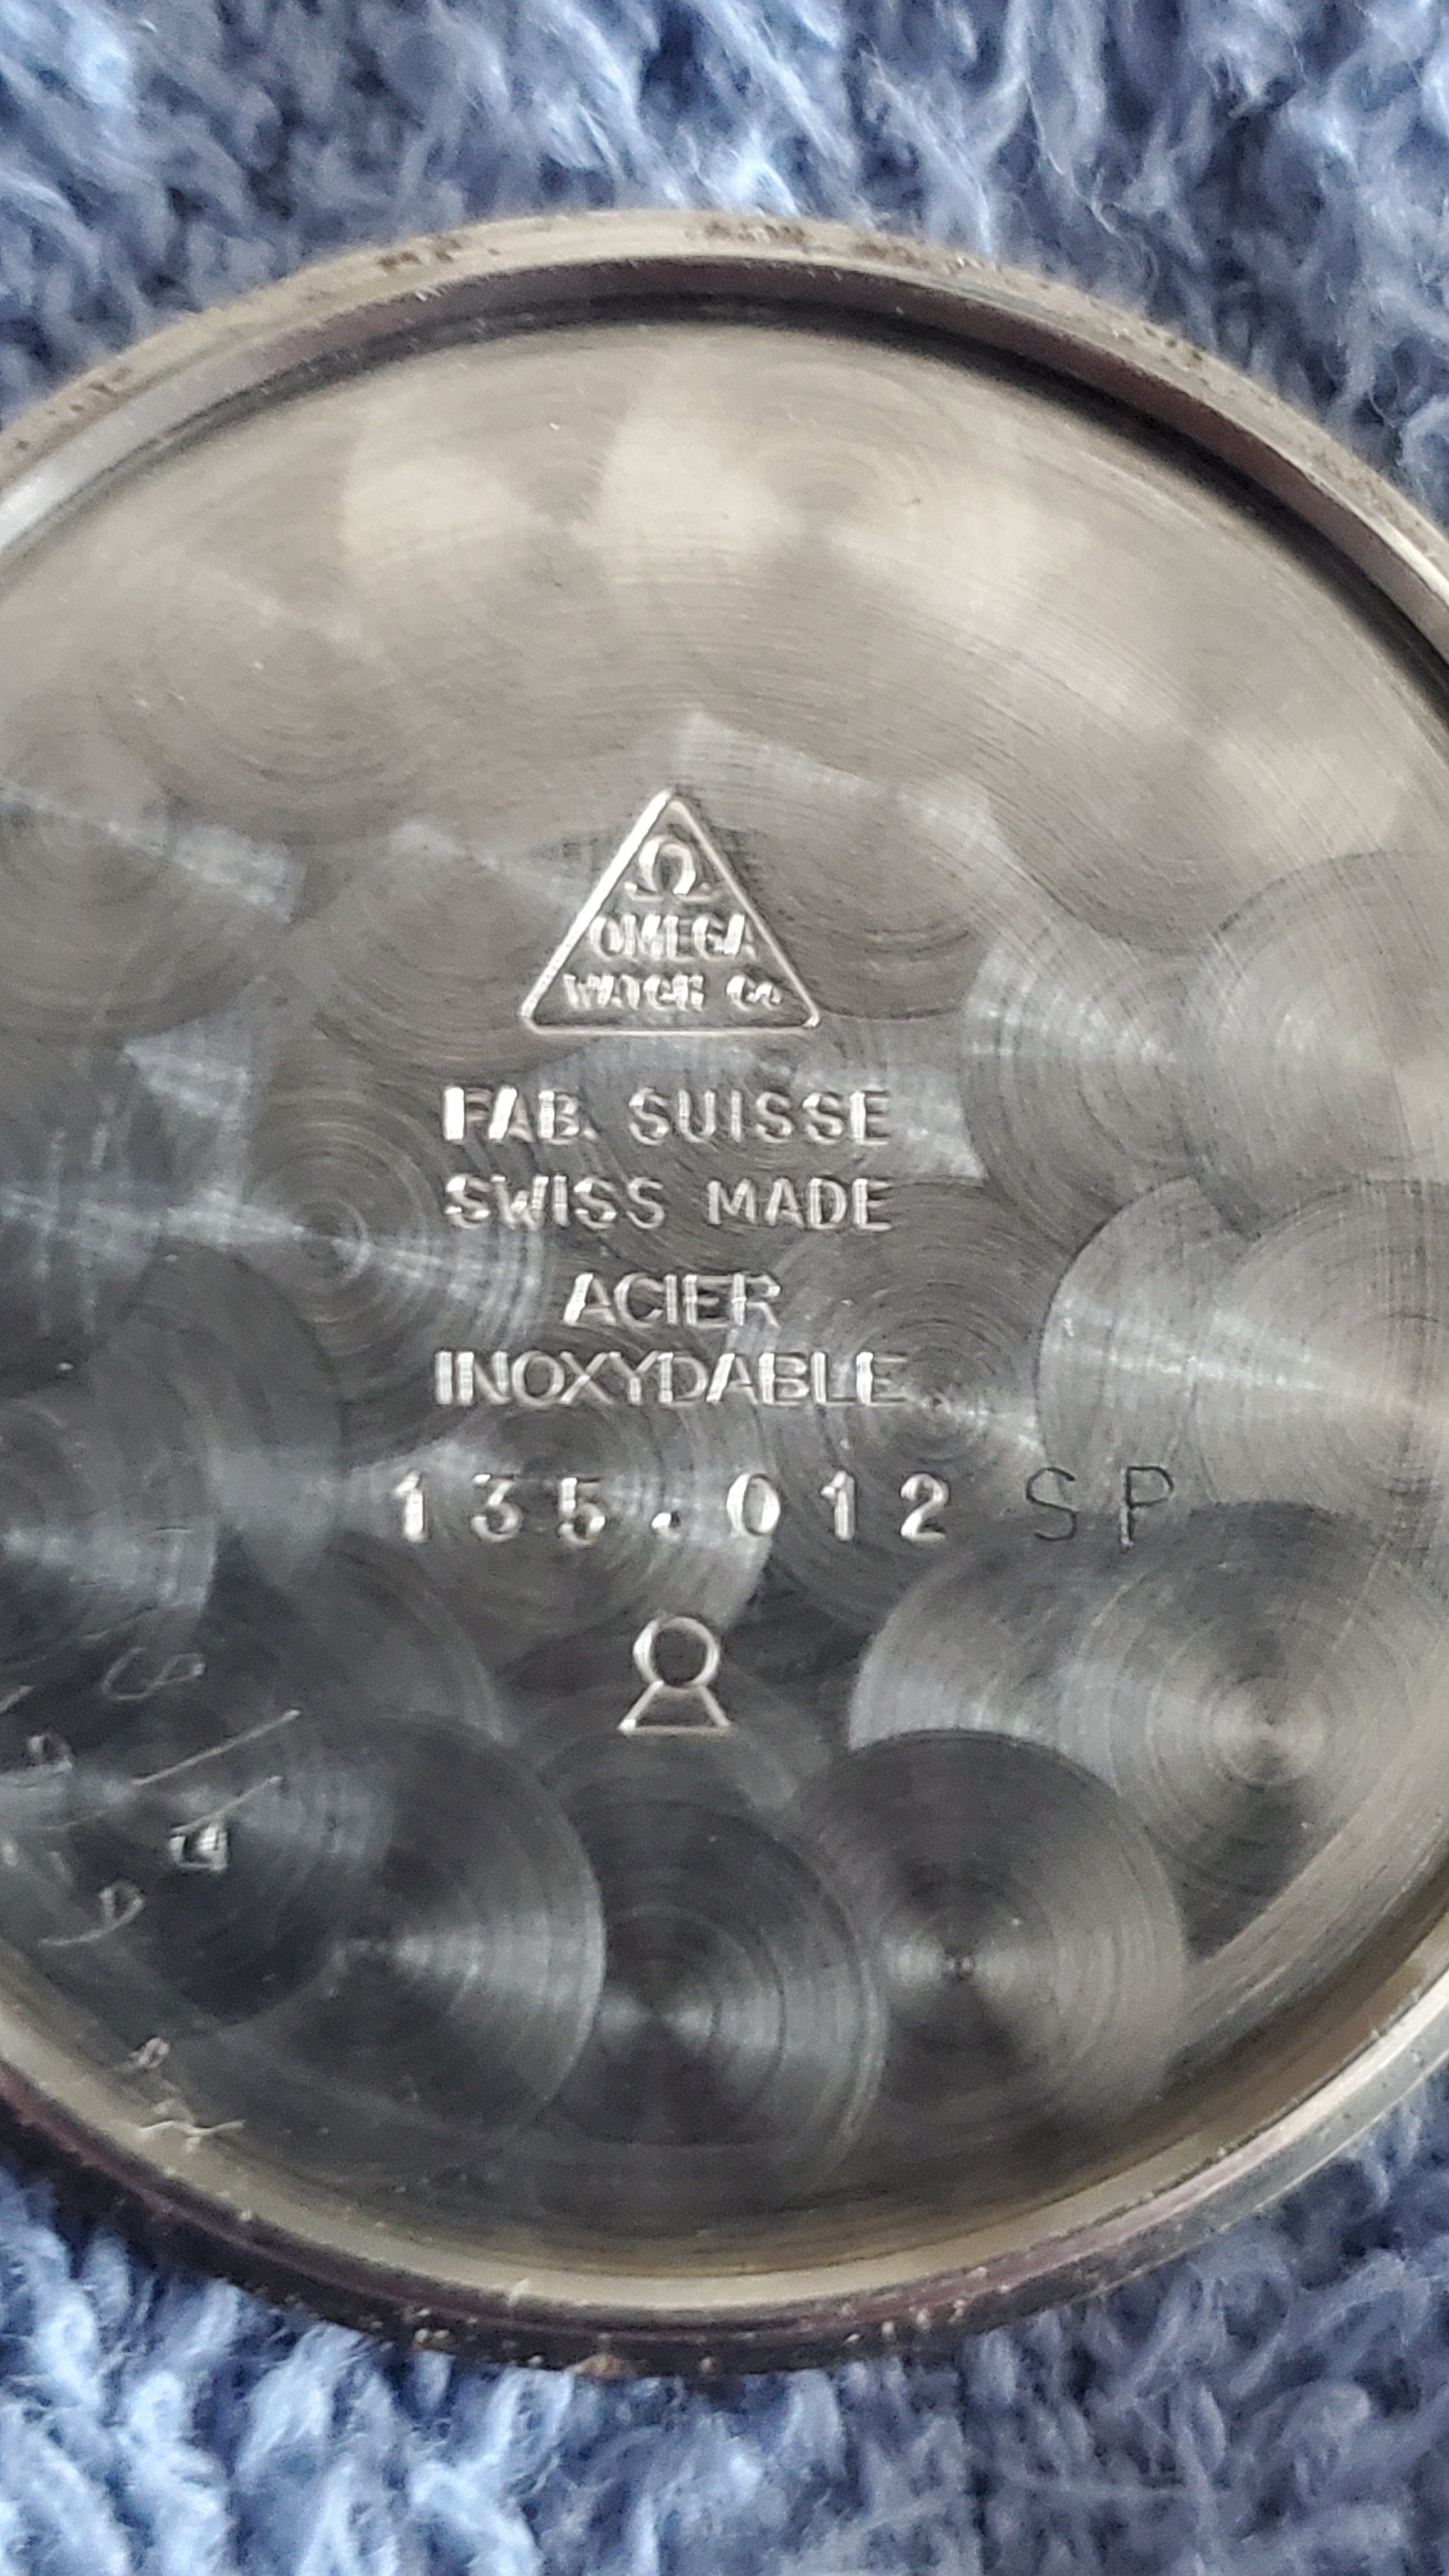 Ω
OMEGA
WATCH Co
FAB. SUISSE
SWISS MADE
ACIER
INOXYDABLE
135.012 SP